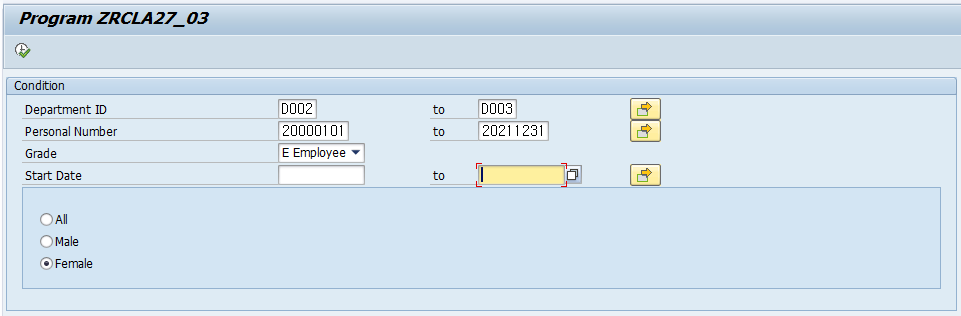 Program ZRCLA27_03
Condition
Department ID D002 to D003
Personal Number 20000101 to 20211231
Grade E Employee
Start Date to
All
Male
Female